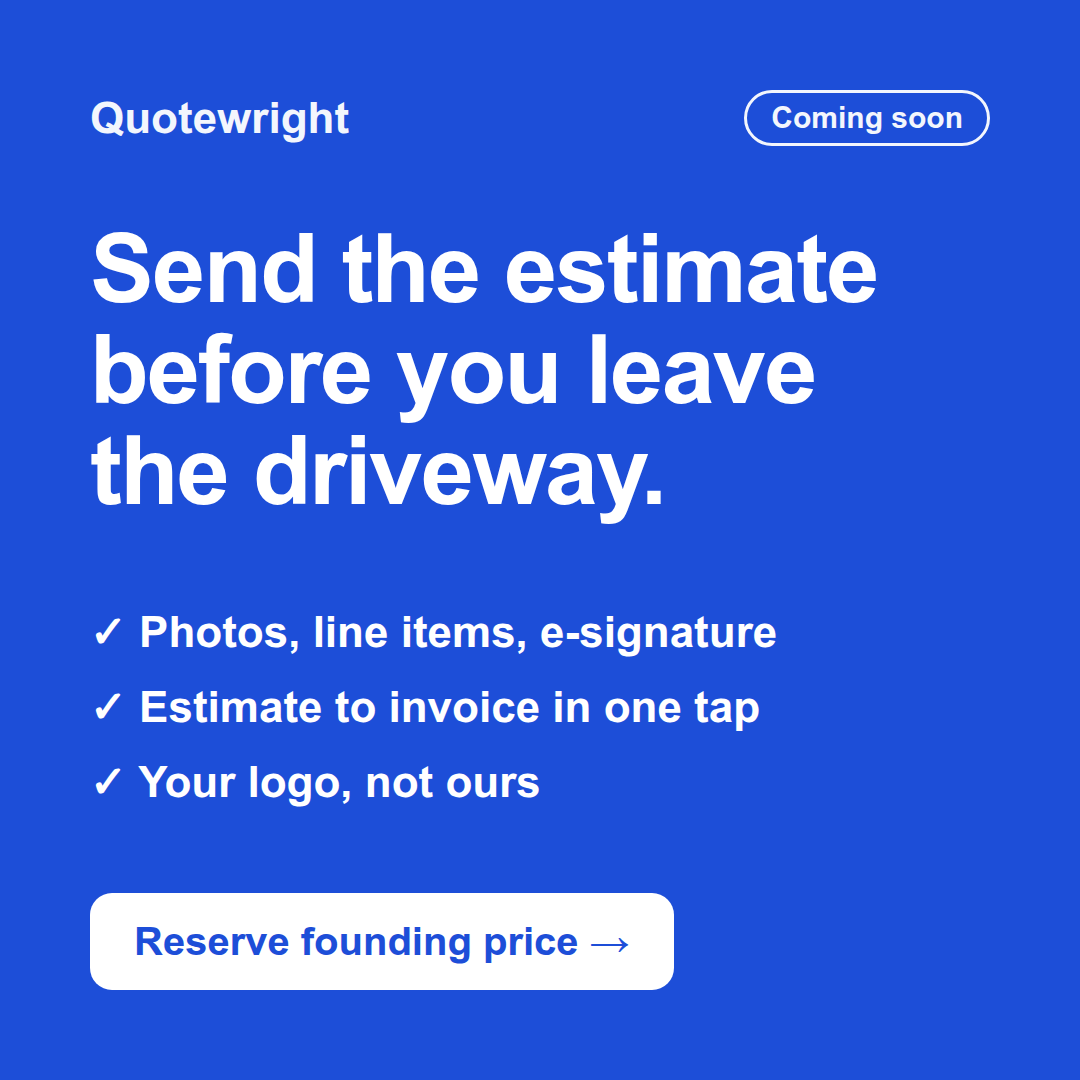 Quotewright
Coming soon
Send the estimate
before you leave
the driveway.
✓ Photos, line items, e-signature
✓ Estimate to invoice in one tap
✓ Your logo, not ours
Reserve founding price →